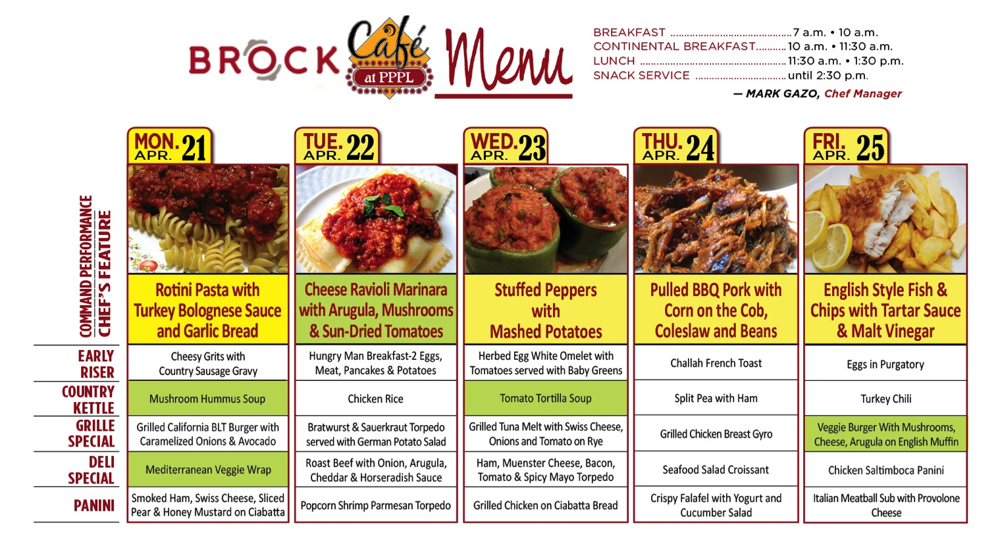 BROCK
Café
at PPPL
Menu
BREAKFAST ............................................ 7 a.m. • 10 a.m.
CONTINENTAL BREAKFAST........... 10 a.m. • 11:30 a.m.
LUNCH ..................................................... 11:30 a.m. • 1:30 p.m.
SNACK SERVICE ................................. until 2:30 p.m.
— MARK GAZO, Chef Manager
MON.
APR. 21
TUE.
APR. 22
WED.
APR. 23
THU.
APR. 24
FRI.
APR. 25
COMMAND PERFORMANCE
CHEF'S FEATURE
Rotini Pasta with
Turkey Bolognese Sauce
and Garlic Bread
Cheese Ravioli Marinara
with Arugula, Mushrooms
& Sun-Dried Tomatoes
Stuffed Peppers
with
Mashed Potatoes
Pulled BBQ Pork with
Corn on the Cob,
Coleslaw and Beans
English Style Fish &
Chips with Tartar Sauce
& Malt Vinegar
EARLY
RISER
Cheesy Grits with
Country Sausage Gravy
Hungry Man Breakfast-2 Eggs,
Meat, Pancakes & Potatoes
Herbed Egg White Omelet with
Tomatoes served with Baby Greens
Challah French Toast
Eggs in Purgatory
COUNTRY
KETTLE
Mushroom Hummus Soup
Chicken Rice
Tomato Tortilla Soup
Split Pea with Ham
Turkey Chili
GRILLE
SPECIAL
Grilled California BLT Burger with
Caramelized Onions & Avocado
Bratwurst & Sauerkraut Torpedo
served with German Potato Salad
Grilled Tuna Melt with Swiss Cheese,
Onions and Tomato on Rye
Grilled Chicken Breast Gyro
Veggie Burger With Mushrooms,
Cheese, Arugula on English Muffin
DELI
SPECIAL
Mediterranean Veggie Wrap
Roast Beef with Onion, Arugula,
Cheddar & Horseradish Sauce
Ham, Muenster Cheese, Bacon,
Tomato & Spicy Mayo Torpedo
Seafood Salad Croissant
Chicken Saltimboca Panini
PANINI
Smoked Ham, Swiss Cheese, Sliced
Pear & Honey Mustard on Ciabatta
Popcorn Shrimp Parmesan Torpedo
Grilled Chicken on Ciabatta Bread
Crispy Falafel with Yogurt and
Cucumber Salad
Italian Meatball Sub with Provolone
Cheese